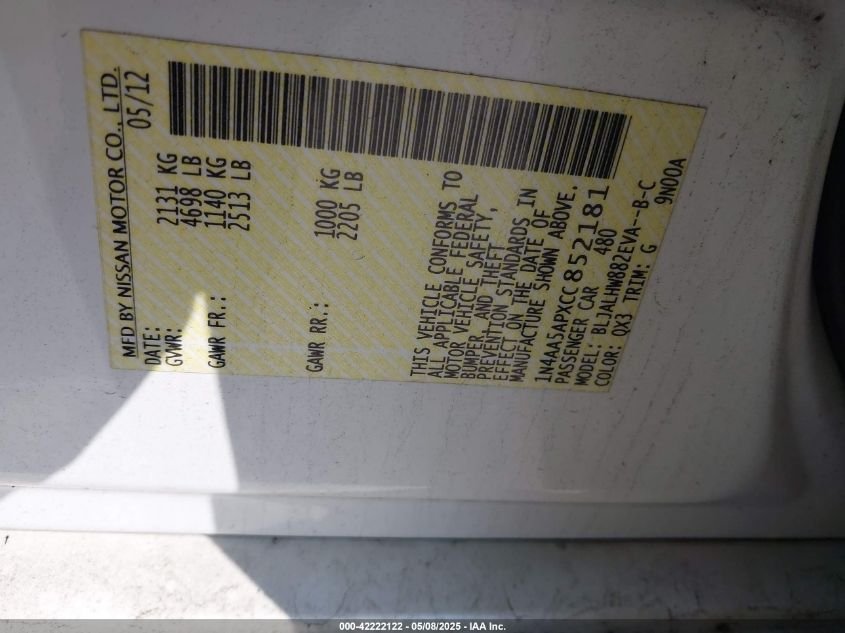 MFD BY NISSAN MOTOR CO., LTD.
DATE: 05/12
GVWR: 2131 KG
4698 LB
GAWR FR.: 1140 KG
2513 LB
GAWR RR.: 1000 KG
2205 LB
THIS VEHICLE CONFORMS TO
ALL APPLICABLE FEDERAL
MOTOR VEHICLE SAFETY,
BUMPER, AND THEFT
PREVENTION STANDARDS IN
EFFECT ON THE DATE OF
MANUFACTURE SHOWN ABOVE.
1N4AA5APXCC852181
PASSENGER CAR 480
MODEL: BLJALHW882EVA--B-C
COLOR: QX3 TRIM: G 9N00A
000-42222122 - 05/08/2025 - IAA Inc.